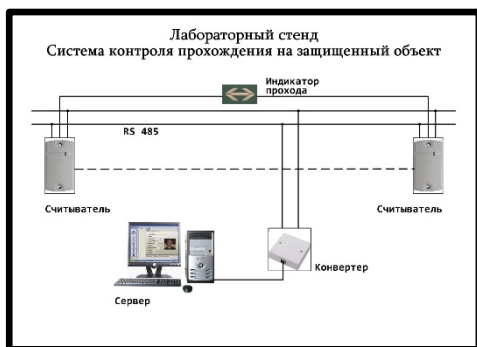 Лабораторный стенд
Система контроля прохождения на защищенный объект
Индикатор
прохода
RS 485
Считыватель
Считыватель
Конвертер
Сервер